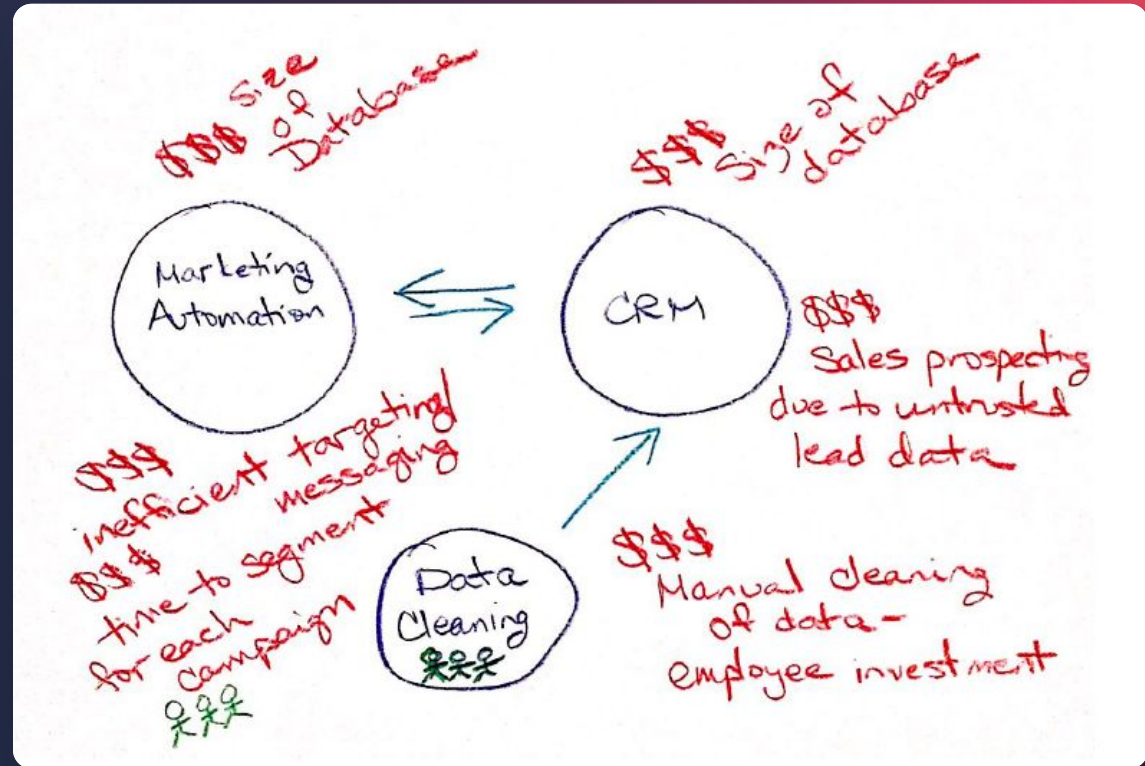 $$$ Size
of
Database
$$$ Size of
database
Marketing
Automation
CRM
$$$
Sales prospecting
due to untrusted
lead data
$$$
inefficient targeting/
messaging
$$$
time to segment
for each
campaign
Data
Cleaning
$$$
Manual cleaning
of data-
employee investment